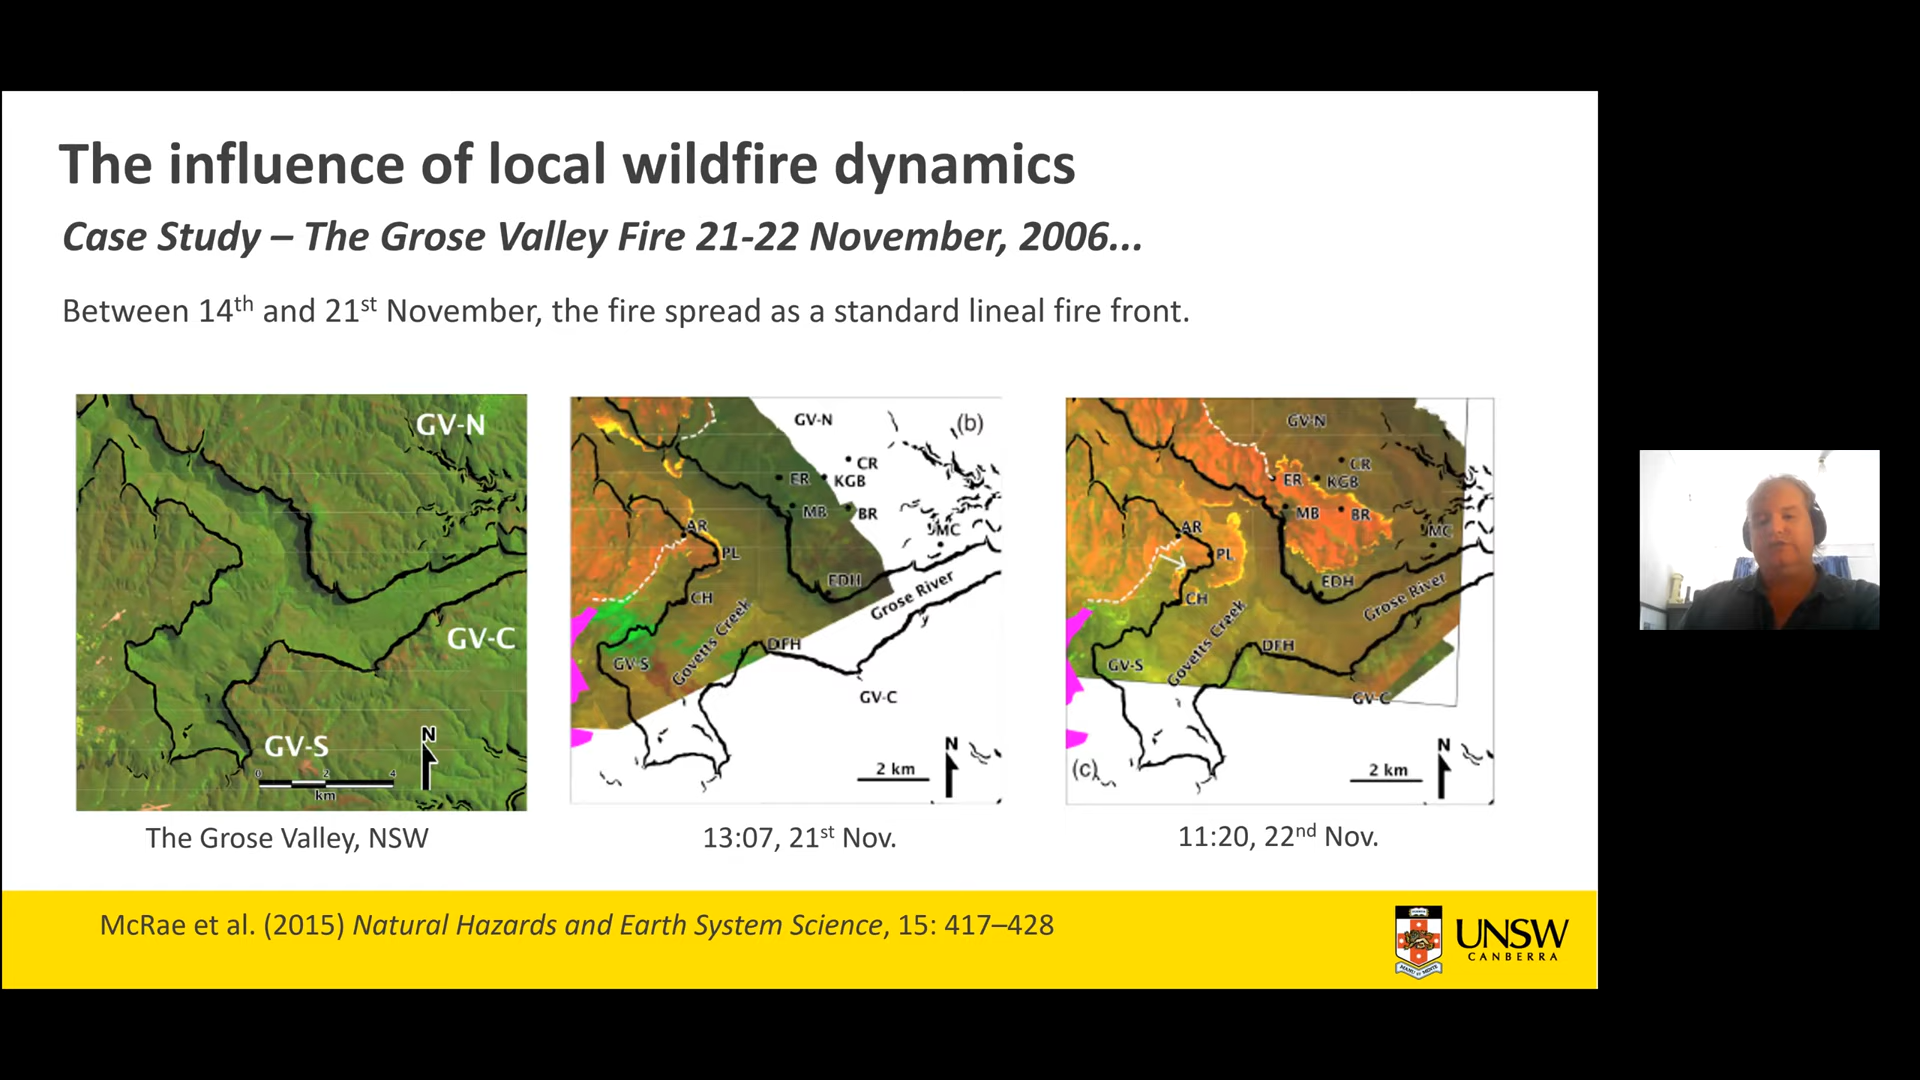 The influence of local wildfire dynamics
Case Study – The Grose Valley Fire 21-22 November, 2006...
Between 14th and 21st November, the fire spread as a standard lineal fire front.
GV-N
GV-C
GV-S
N
0 2 4
km
The Grose Valley, NSW
GV-N
(b)
CR
ER
KGB
MB
BR
AR
MC
PL
EDH
CH
Grose River
Govetts Creek
DFH
GV-S
GV-C
N
2 km
13:07, 21st Nov.
GV-N
CR
ER
KGB
MB
BR
AR
MC
PL
EDH
CH
Grose River
Govetts Creek
DFH
GV-S
GV-C
N
(c)
2 km
11:20, 22nd Nov.
McRae et al. (2015) Natural Hazards and Earth System Science, 15: 417–428
UNSW
CANBERRA